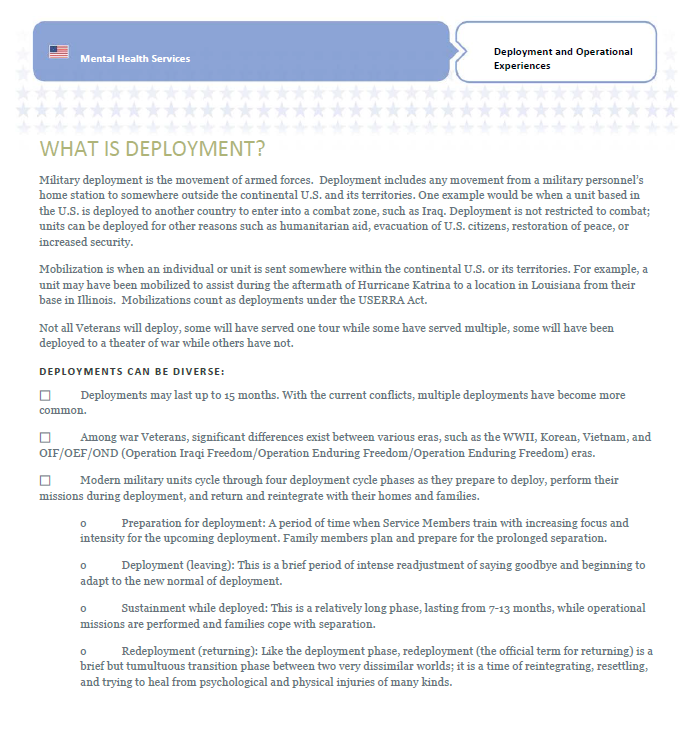 Mental Health Services
Deployment and Operational
Experiences
WHAT IS DEPLOYMENT?
Military deployment is the movement of armed forces.  Deployment includes any movement from a military personnel's
home station to somewhere outside the continental U.S. and its territories. One example would be when a unit based in
the U.S. is deployed to another country to enter into a combat zone, such as Iraq. Deployment is not restricted to combat;
units can be deployed for other reasons such as humanitarian aid, evacuation of U.S. citizens, restoration of peace, or
increased security.
Mobilization is when an individual or unit is sent somewhere within the continental U.S. or its territories. For example, a
unit may have been mobilized to assist during the aftermath of Hurricane Katrina to a location in Louisiana from their
base in Illinois.  Mobilizations count as deployments under the USERRA Act.
Not all Veterans will deploy, some will have served one tour while some have served multiple, some will have been
deployed to a theater of war while others have not.
DEPLOYMENTS CAN BE DIVERSE:
☐ Deployments may last up to 15 months. With the current conflicts, multiple deployments have become more
common.
☐ Among war Veterans, significant differences exist between various eras, such as the WWII, Korean, Vietnam, and
OIF/OEF/OND (Operation Iraqi Freedom/Operation Enduring Freedom/Operation Enduring Freedom) eras.
☐ Modern military units cycle through four deployment cycle phases as they prepare to deploy, perform their
missions during deployment, and return and reintegrate with their homes and families.
o Preparation for deployment: A period of time when Service Members train with increasing focus and
intensity for the upcoming deployment. Family members plan and prepare for the prolonged separation.
o Deployment (leaving): This is a brief period of intense readjustment of saying goodbye and beginning to
adapt to the new normal of deployment.
o Sustainment while deployed: This is a relatively long phase, lasting from 7-13 months, while operational
missions are performed and families cope with separation.
o Redeployment (returning): Like the deployment phase, redeployment (the official term for returning) is a
brief but tumultuous transition phase between two very dissimilar worlds; it is a time of reintegrating, resettling,
and trying to heal from psychological and physical injuries of many kinds.